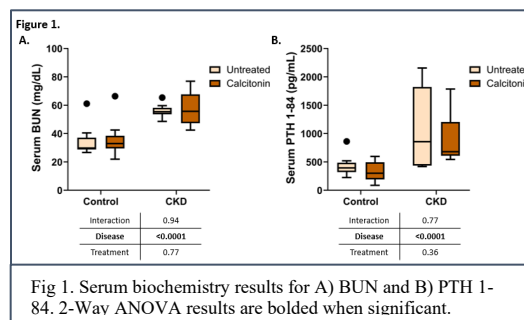 Figure 1.
A.
B.
Serum BUN (mg/dL)
100
80
60
40
20
0
Control
CKD
Untreated
Calcitonin
Serum PTH 1-84 (pg/mL)
2500
2000
1500
1000
500
0
Control
CKD
Untreated
Calcitonin
Interaction 0.94
Disease <0.0001
Treatment 0.77
Interaction 0.77
Disease <0.0001
Treatment 0.36
Fig 1. Serum biochemistry results for A) BUN and B) PTH 1-
84. 2-Way ANOVA results are bolded when significant.